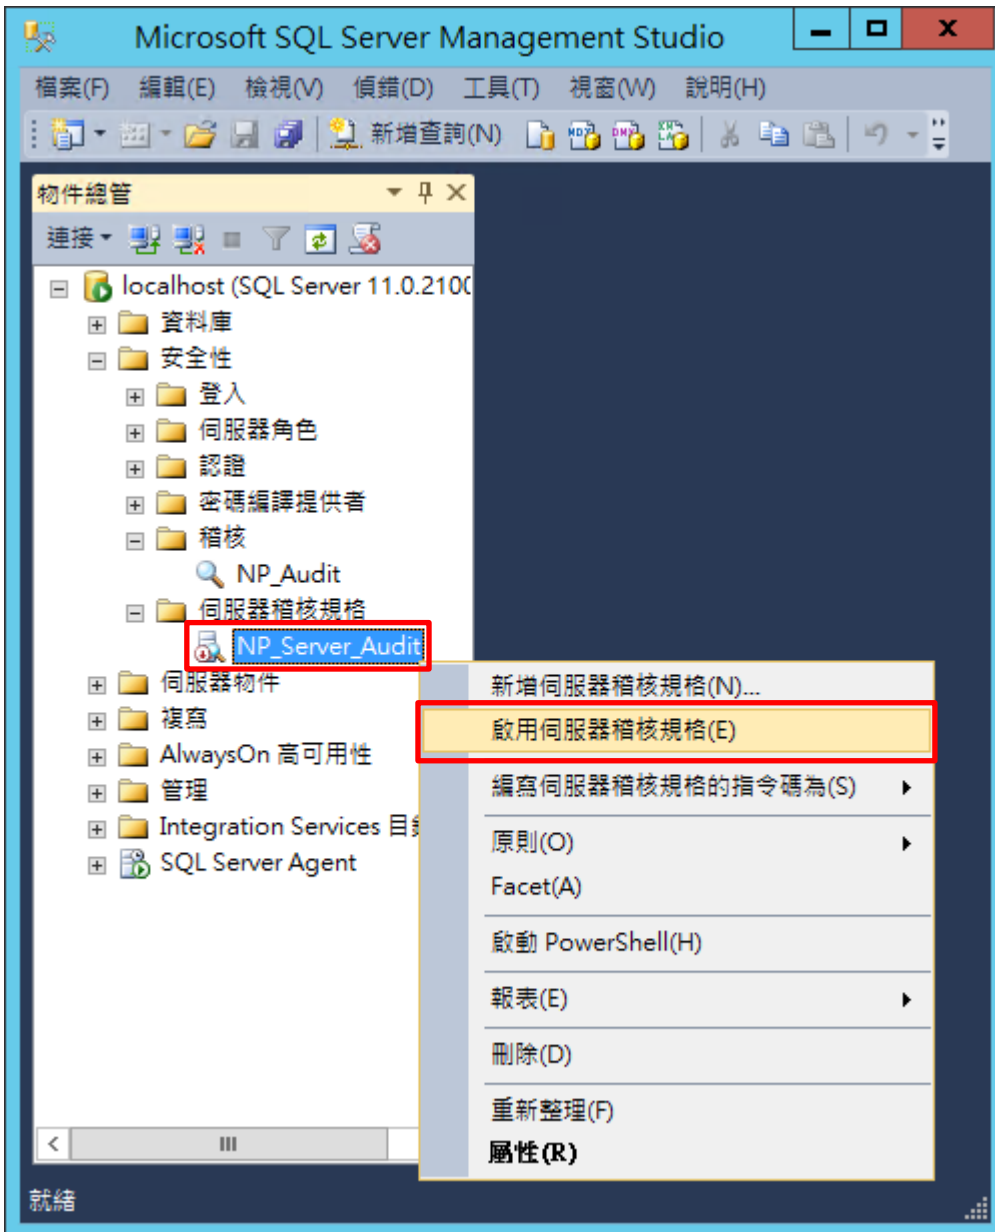 Microsoft SQL Server Management Studio
檔案(F) 編輯(E) 檢視(V) 偵錯(D) 工具(T) 視窗(W) 說明(H)
新增查詢(N)
物件總管
連接
localhost (SQL Server 11.0.2100
資料庫
安全性
登入
伺服器角色
認證
密碼編譯提供者
稽核
NP_Audit
伺服器稽核規格
NP_Server_Audit
伺服器物件
複寫
AlwaysOn 高可用性
管理
Integration Services 目錄
SQL Server Agent
新增伺服器稽核規格(N)...
啟用伺服器稽核規格(E)
編寫伺服器稽核規格的指令碼為(S)
原則(O)
Facet(A)
啟動 PowerShell(H)
報表(E)
刪除(D)
重新整理(F)
屬性(R)
就緒